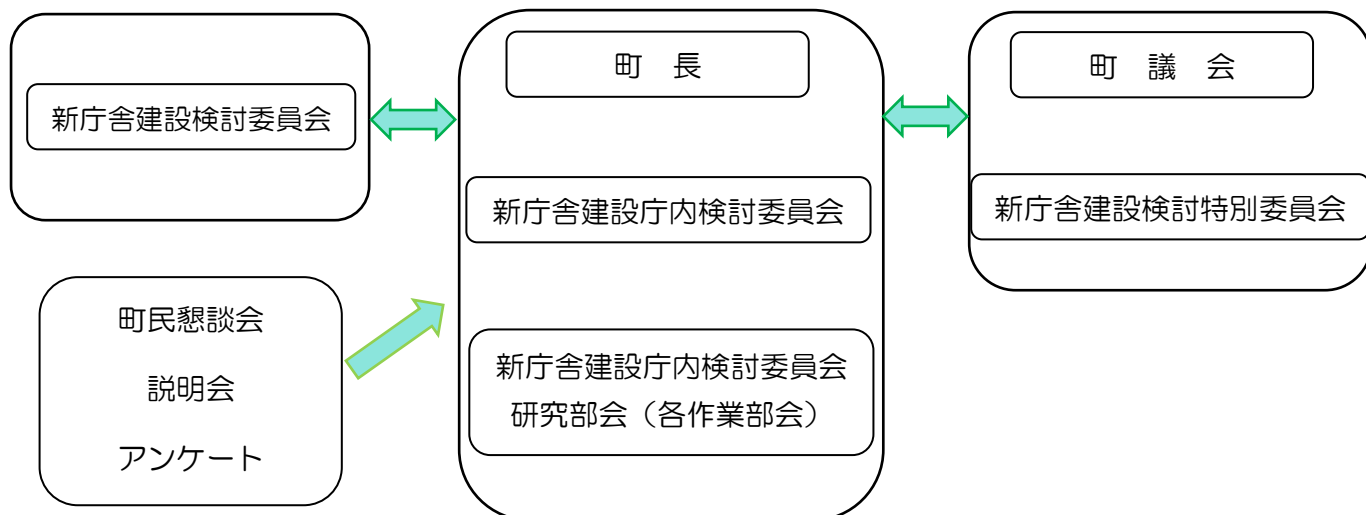 新庁舎建設検討委員会
町民懇談会
説明会
アンケート
町 長
新庁舎建設庁内検討委員会
新庁舎建設庁内検討委員会
研究部会（各作業部会）
町 議 会
新庁舎建設検討特別委員会